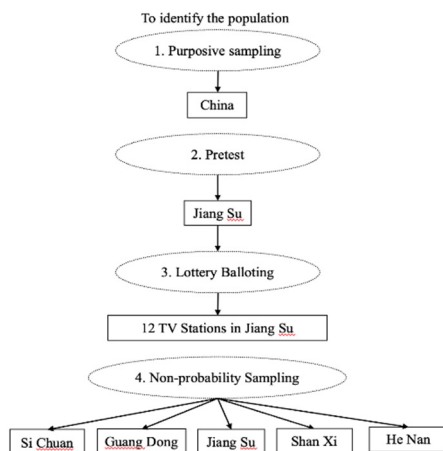 To identify the population
1. Purposive sampling
China
2. Pretest
Jiang Su
3. Lottery Balloting
12 TV Stations in Jiang Su
4. Non-probability Sampling
Si Chuan
Guang Dong
Jiang Su
Shan Xi
He Nan